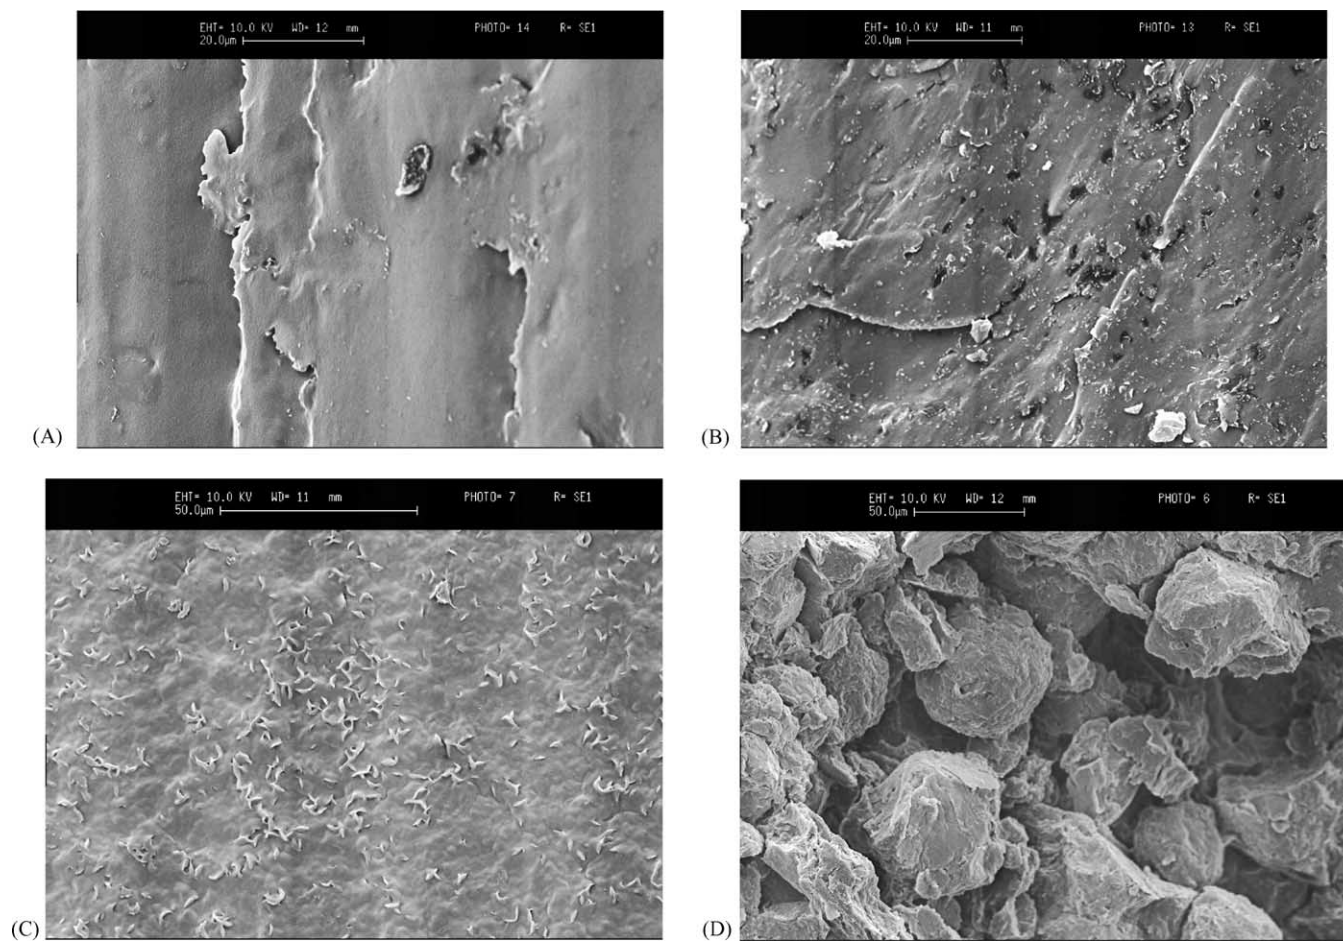 EHT= 10.0 KV WD= 12 mm PHOTO= 14 R= SE1
20.0µm
EHT= 10.0 KV WD= 11 mm PHOTO= 13 R= SE1
20.0µm
(A)
(B)
EHT= 10.0 KV WD= 11 mm PHOTO= 7 R= SE1
50.0µm
EHT= 10.0 KV WD= 12 mm PHOTO= 6 R= SE1
50.0µm
(C)
(D)